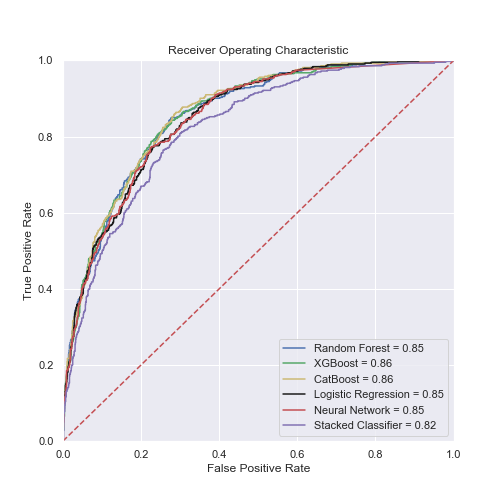 Receiver Operating Characteristic
1.0
0.8
0.6
0.4
0.2
0.0
True Positive Rate
Random Forest = 0.85
XGBoost = 0.86
CatBoost = 0.86
Logistic Regression = 0.85
Neural Network = 0.85
Stacked Classifier = 0.82
0.0 0.2 0.4 0.6 0.8 1.0
False Positive Rate